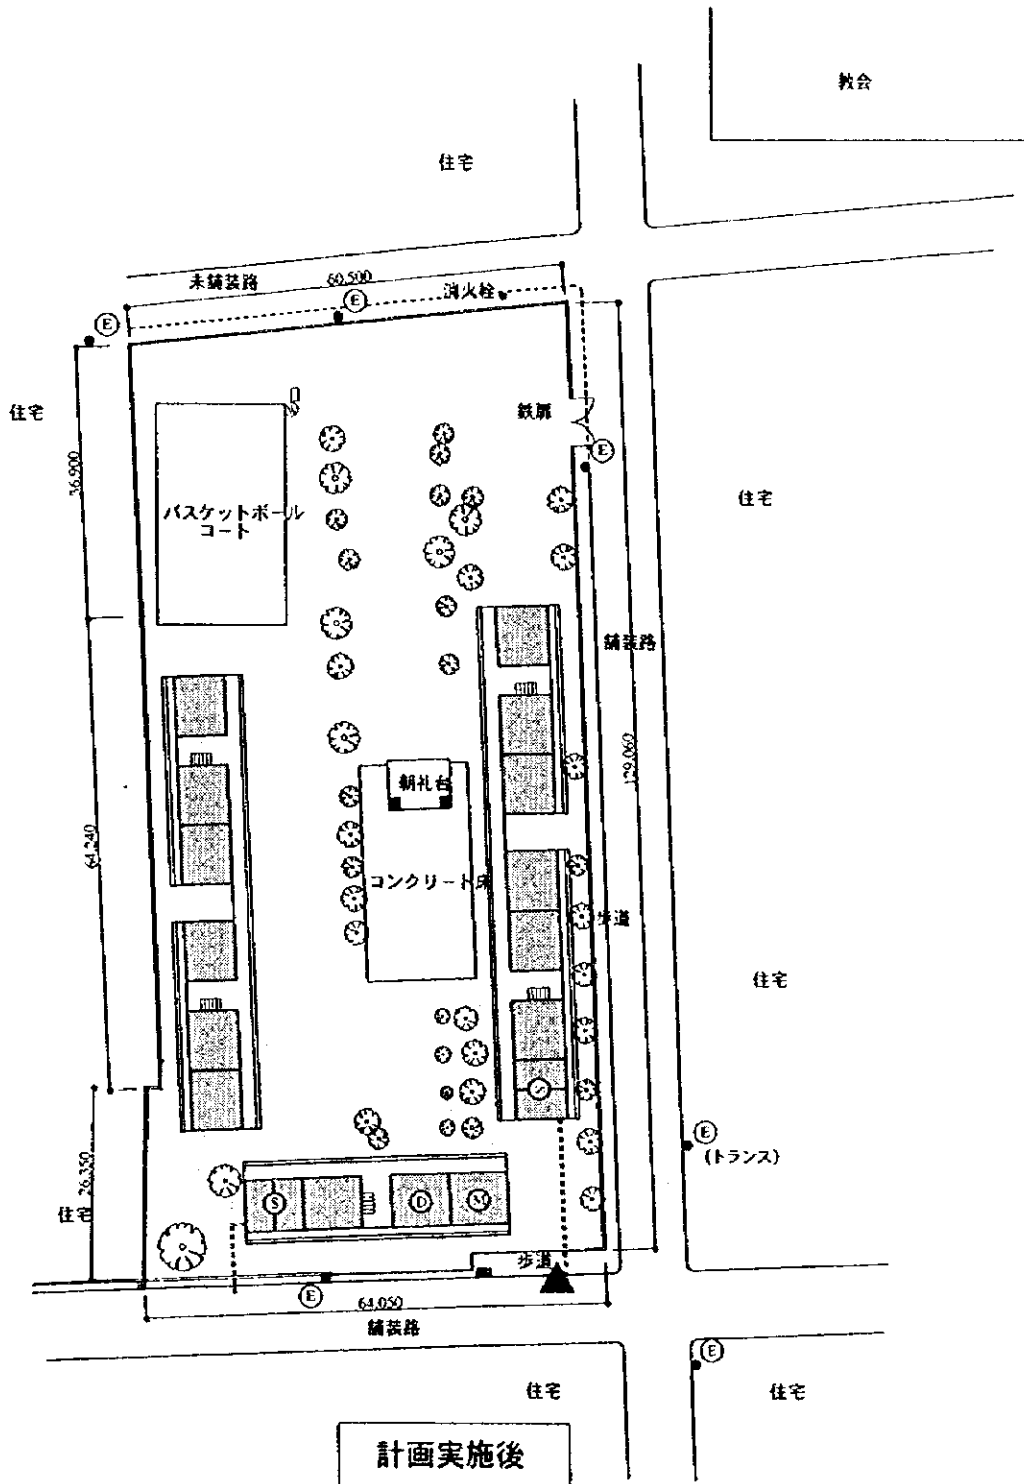 教会
住宅
未舗装路
60,500
消火栓
E
E
住宅
鉄扉
E
36,900
バスケットボール
コート
住宅
舗装路
129,060
朝礼台
64,240
コンクリート床
歩道
住宅
S
E
(トランス)
26,350
住宅
S
D
M
歩道
E
64,050
舗装路
E
住宅
住宅
計画実施後